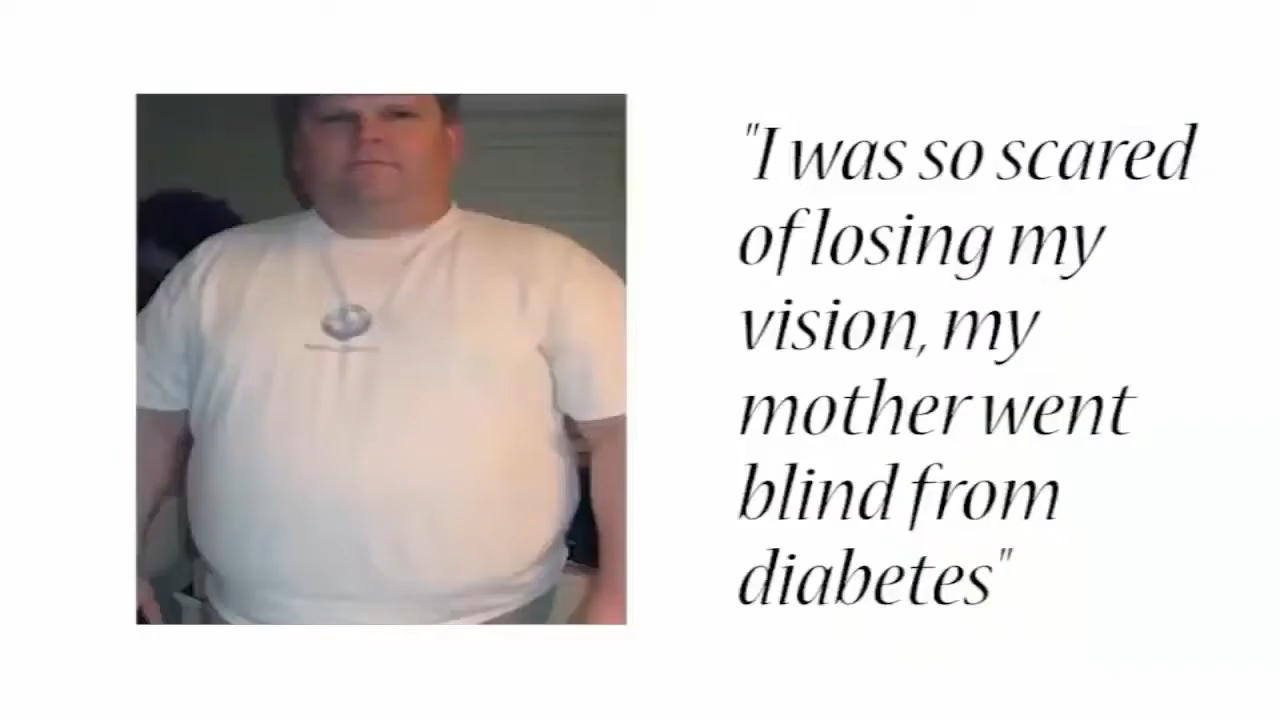 "I was so scared
of losing my
vision, my
mother went
blind from
diabetes"